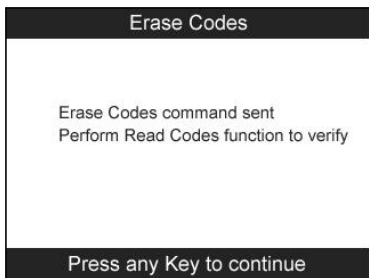 Erase Codes
Erase Codes command sent
Perform Read Codes function to verify
Press any Key to continue